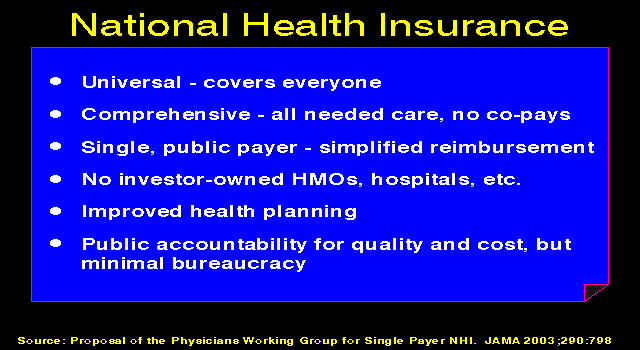 National Health Insurance
● Universal - covers everyone
● Comprehensive - all needed care, no co-pays
● Single, public payer - simplified reimbursement
● No investor-owned HMOs, hospitals, etc.
● Improved health planning
● Public accountability for quality and cost, but
minimal bureaucracy
Source: Proposal of the Physicians Working Group for Single Payer NHI. JAMA 2003;290:798